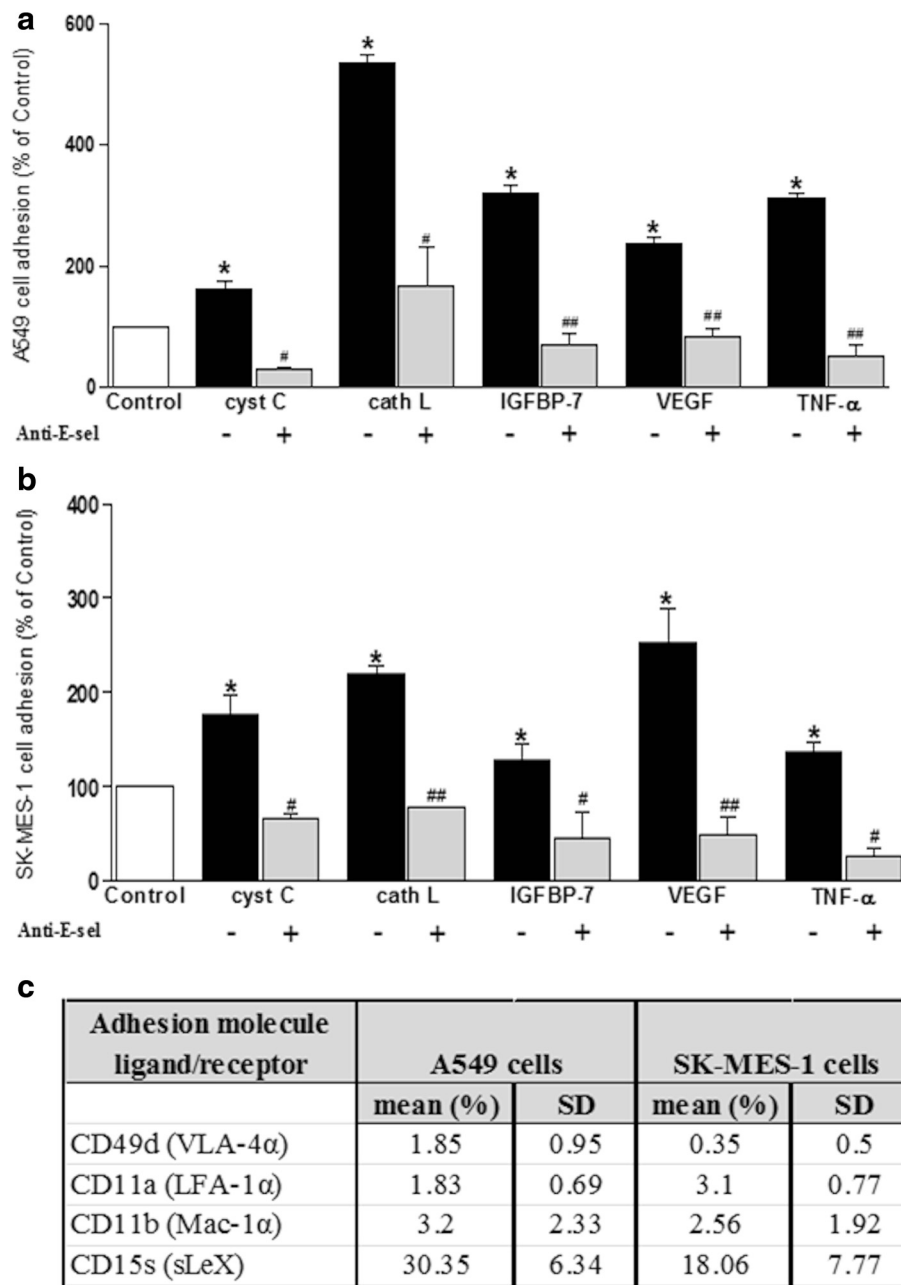 a
A549 cell adhesion (% of Control)
600
400
200
0
*
*
*
*
*
#
#
##
##
##
Control cyst C cath L IGFBP-7 VEGF TNF-α
Anti-E-sel - + - + - + - + - +
b
SK-MES-1 cell adhesion (% of Control)
400
300
200
100
0
*
*
*
*
*
#
##
#
##
#
Control cyst C cath L IGFBP-7 VEGF TNF-α
Anti-E-sel - + - + - + - + - +
c
Adhesion molecule
ligand/receptor A549 cells SK-MES-1 cells
mean (%) SD mean (%) SD
CD49d (VLA-4α) 1.85 0.95 0.35 0.5
CD11a (LFA-1α) 1.83 0.69 3.1 0.77
CD11b (Mac-1α) 3.2 2.33 2.56 1.92
CD15s (sLeX) 30.35 6.34 18.06 7.77